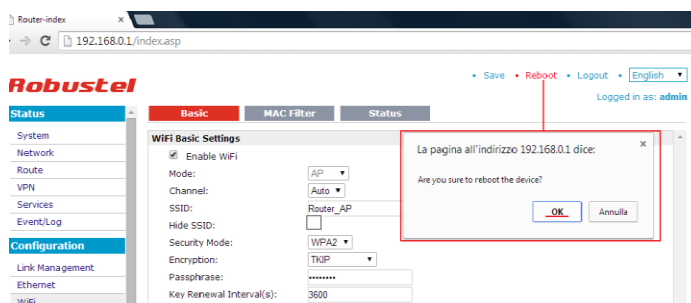 Router-index
192.168.0.1/index.asp
Robustel
Save
Reboot
Logout
English
Logged in as: admin
Status
System
Network
Route
VPN
Services
Event/Log
Configuration
Link Management
Ethernet
WiFi
Basic
MAC Filter
Status
WiFi Basic Settings
Enable WiFi
Mode: AP
Channel: Auto
SSID: Router_AP
Hide SSID:
Security Mode: WPA2
Encryption: TKIP
Passphrase: ••••••••
Key Renewal Interval(s): 3600
La pagina all'indirizzo 192.168.0.1 dice:
Are you sure to reboot the device?
OK
Annulla